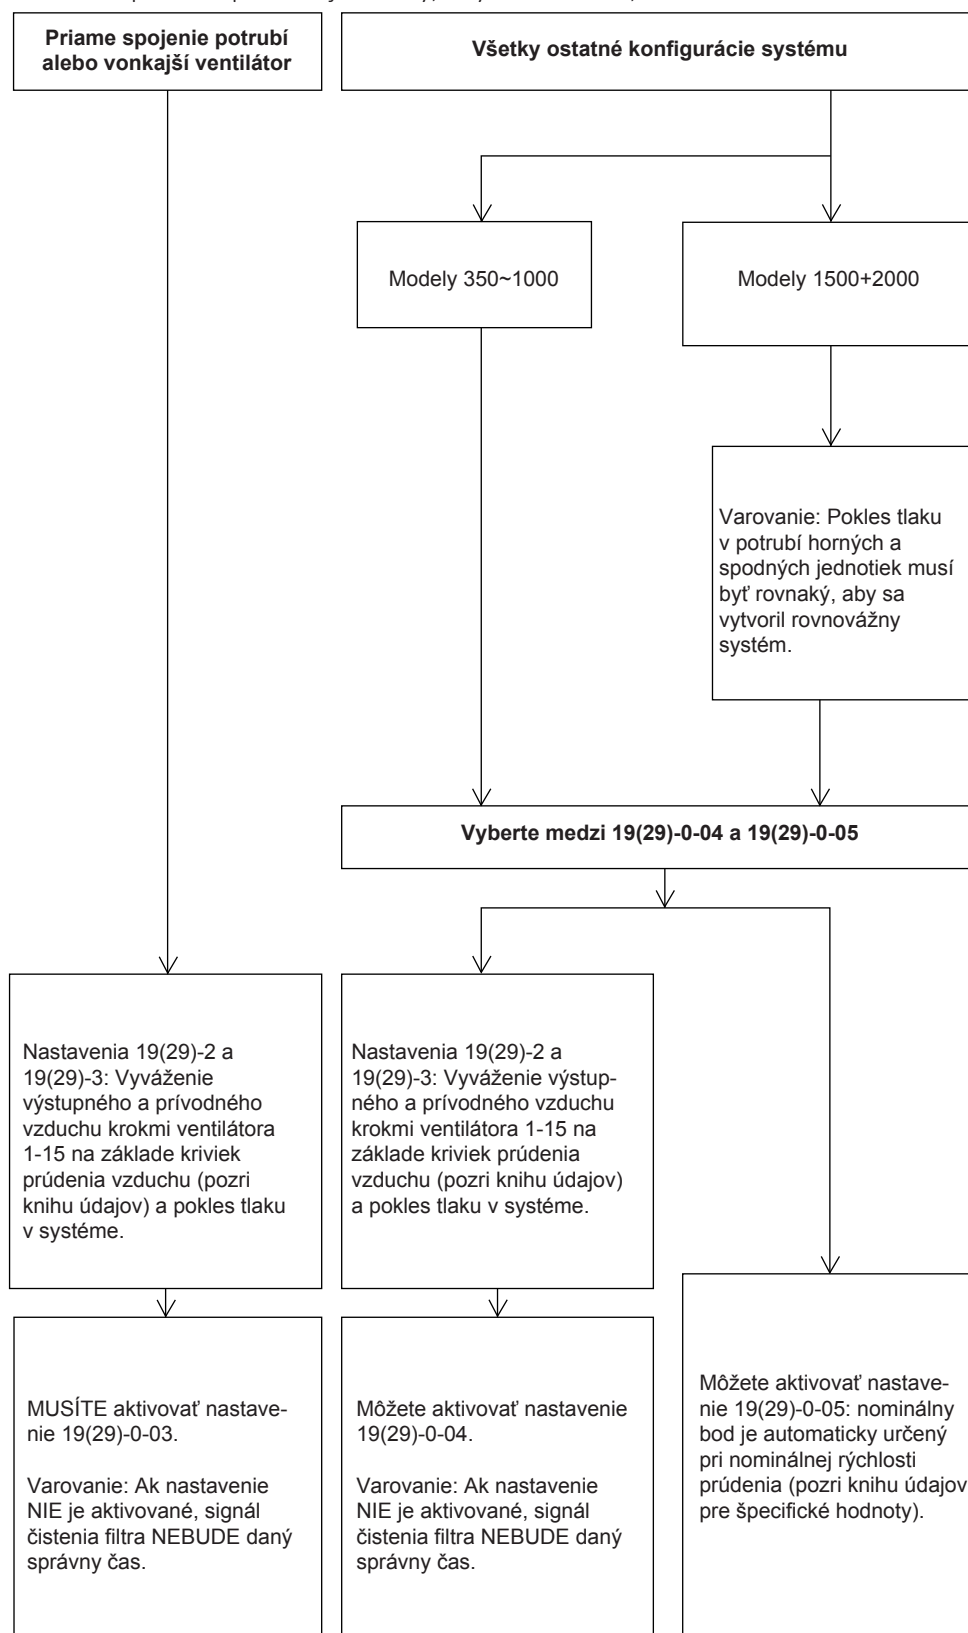 Priame spojenie potrubí
alebo vonkajší ventilátor
Všetky ostatné konfigurácie systému
Modely 350~1000
Modely 1500+2000
Varovanie: Pokles tlaku
v potrubí horných a
spodných jednotiek musí
byť rovnaký, aby sa
vytvoril rovnovážny
systém.
Vyberte medzi 19(29)-0-04 a 19(29)-0-05
Nastavenia 19(29)-2 a
19(29)-3: Vyváženie
výstupného a prívodného
vzduchu krokmi ventilátora
1-15 na základe kriviek
prúdenia vzduchu (pozri
knihu údajov) a pokles tlaku
v systéme.
Nastavenia 19(29)-2 a
19(29)-3: Vyváženie výstup-
ného a prívodného vzduchu
krokmi ventilátora 1-15 na
základe kriviek prúdenia
vzduchu (pozri knihu údajov)
a pokles tlaku v systéme.
MUSÍTE aktivovať nastave-
nie 19(29)-0-03.
Varovanie: Ak nastavenie
NIE je aktivované, signál
čistenia filtra NEBUDE daný
správny čas.
Môžete aktivovať nastavenie
19(29)-0-04.
Varovanie: Ak nastavenie
NIE je aktivované, signál
čistenia filtra NEBUDE daný
správny čas.
Môžete aktivovať nastave-
nie 19(29)-0-05: nominálny
bod je automaticky určený
pri nominálnej rýchlosti
prúdenia (pozri knihu údajov
pre špecifické hodnoty).